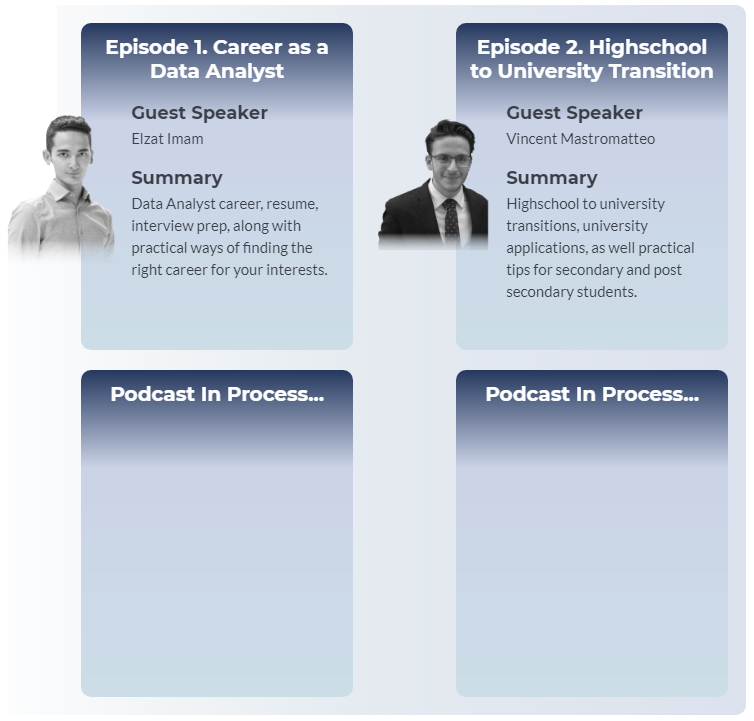 Episode 1. Career as a
Data Analyst
Guest Speaker
Elzat Imam
Summary
Data Analyst career, resume,
interview prep, along with
practical ways of finding the
right career for your interests.
Episode 2. Highschool
to University Transition
Guest Speaker
Vincent Mastromatteo
Summary
Highschool to university
transitions, university
applications, as well practical
tips for secondary and post
secondary students.
Podcast In Process...
Podcast In Process...